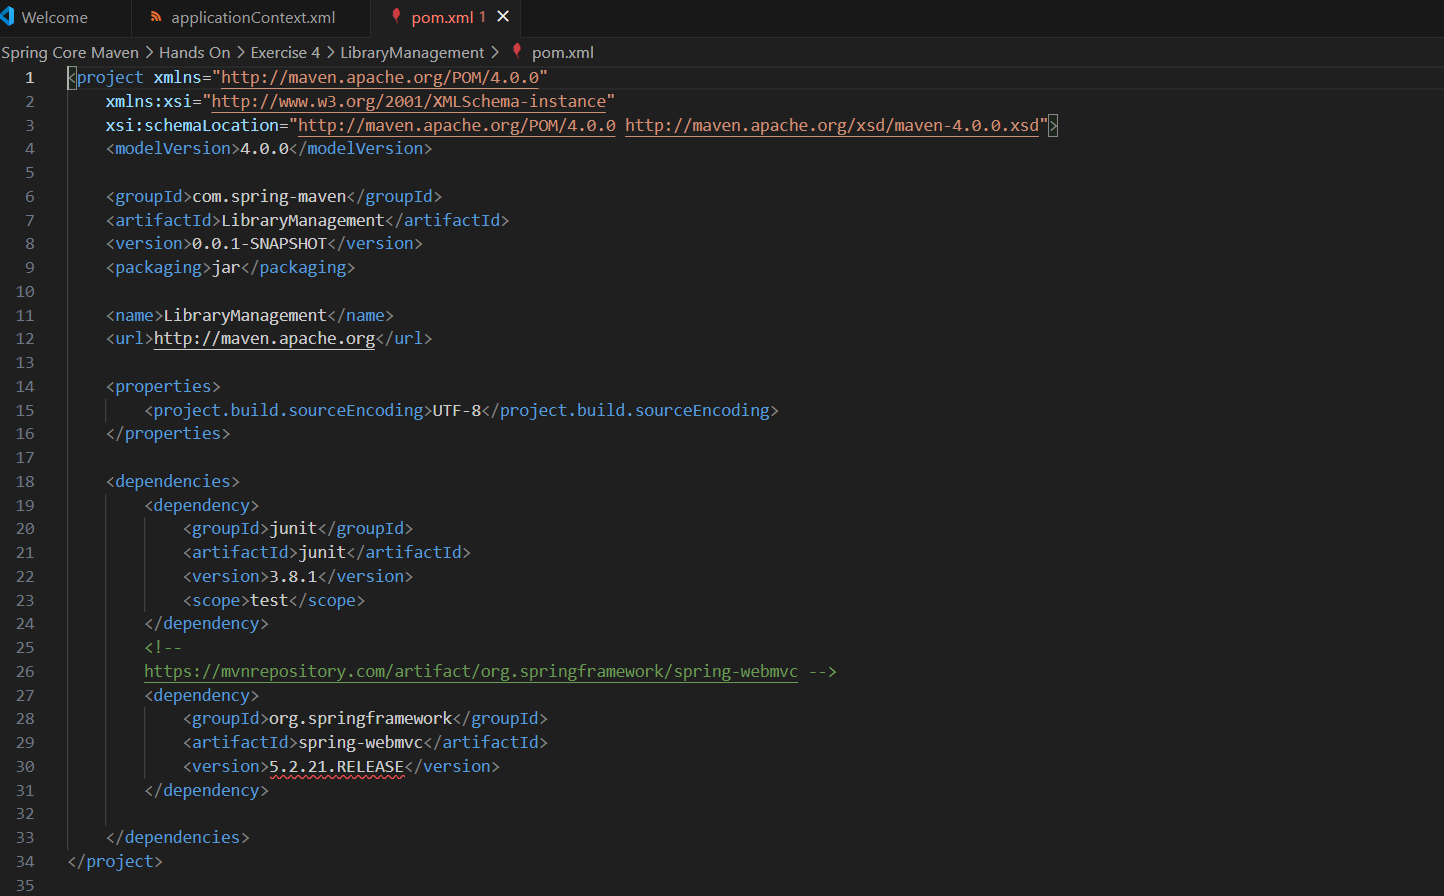 Welcome applicationContext.xml pom.xml 1
Spring Core Maven > Hands On > Exercise 4 > LibraryManagement > pom.xml
1 <project xmlns="http://maven.apache.org/POM/4.0.0"
2 xmlns:xsi="http://www.w3.org/2001/XMLSchema-instance"
3 xsi:schemaLocation="http://maven.apache.org/POM/4.0.0 http://maven.apache.org/xsd/maven-4.0.0.xsd">
4 <modelVersion>4.0.0</modelVersion>
5
6 <groupId>com.spring-maven</groupId>
7 <artifactId>LibraryManagement</artifactId>
8 <version>0.0.1-SNAPSHOT</version>
9 <packaging>jar</packaging>
10
11 <name>LibraryManagement</name>
12 <url>http://maven.apache.org</url>
13
14 <properties>
15 <project.build.sourceEncoding>UTF-8</project.build.sourceEncoding>
16 </properties>
17
18 <dependencies>
19 <dependency>
20 <groupId>junit</groupId>
21 <artifactId>junit</artifactId>
22 <version>3.8.1</version>
23 <scope>test</scope>
24 </dependency>
25 <!--
26 https://mvnrepository.com/artifact/org.springframework/spring-webmvc -->
27 <dependency>
28 <groupId>org.springframework</groupId>
29 <artifactId>spring-webmvc</artifactId>
30 <version>5.2.21.RELEASE</version>
31 </dependency>
32
33 </dependencies>
34 </project>
35